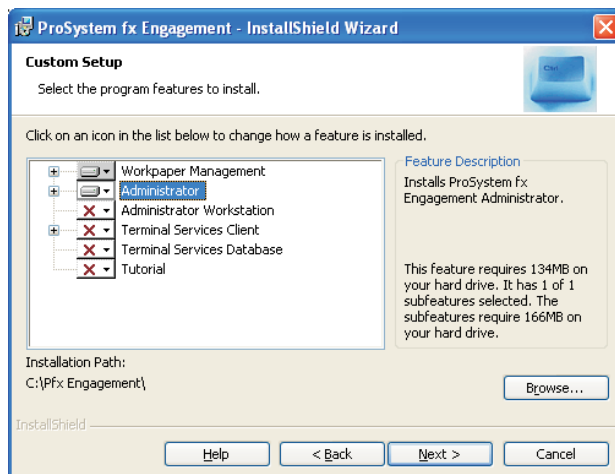 ProSystem fx Engagement - InstallShield Wizard
Custom Setup
Select the program features to install.
Ctrl
Click on an icon in the list below to change how a feature is installed.
Workpaper Management
Administrator
Administrator Workstation
Terminal Services Client
Terminal Services Database
Tutorial
Feature Description
Installs ProSystem fx
Engagement Administrator.
This feature requires 134MB on
your hard drive. It has 1 of 1
subfeatures selected. The
subfeatures require 166MB on
your hard drive.
Installation Path:
C:\Pfx Engagement\
Browse...
InstallShield
Help
< Back
Next >
Cancel